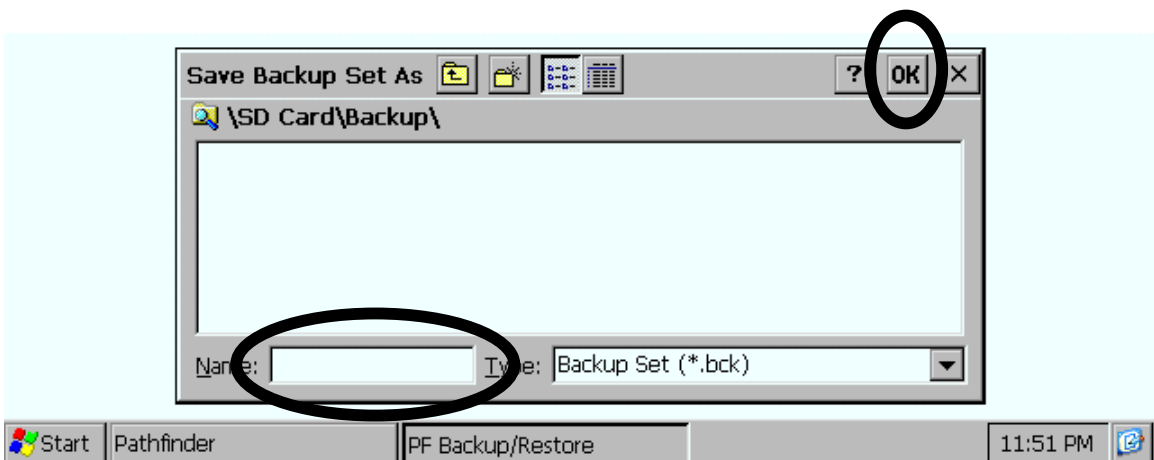 Save Backup Set As ? OK ×
\SD Card\Backup\
Name: Type: Backup Set (*.bck)
Start Pathfinder PF Backup/Restore 11:51 PM